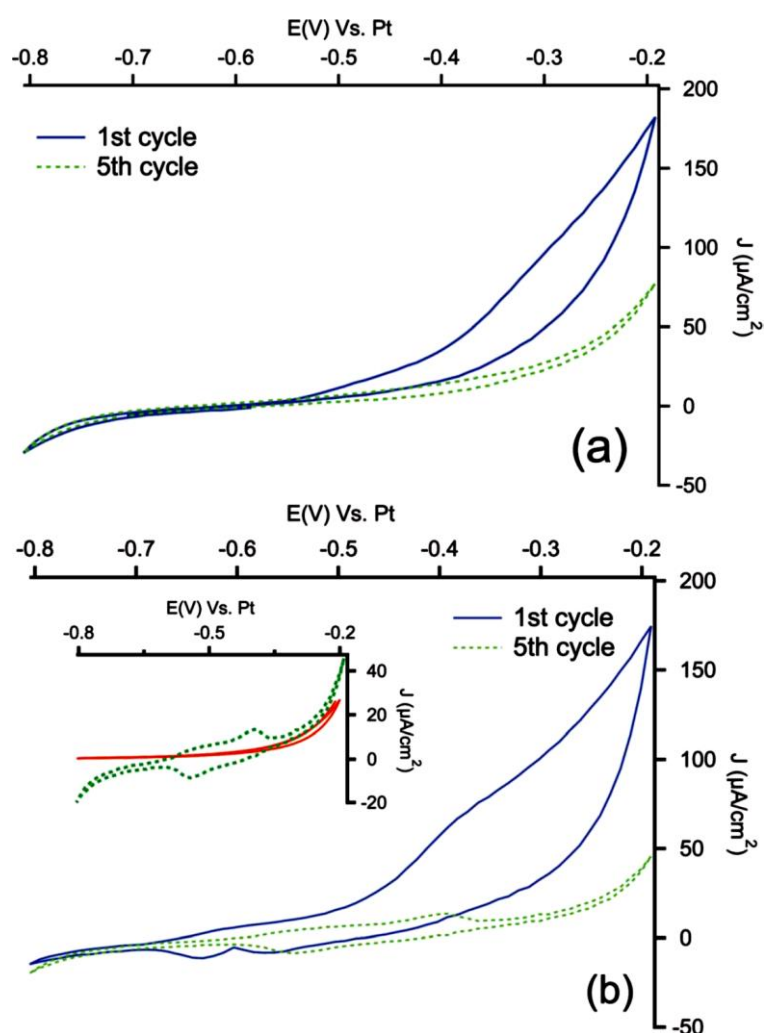 E(V) Vs. Pt
-0.8 -0.7 -0.6 -0.5 -0.4 -0.3 -0.2
1st cycle
5th cycle
200
150
100
50
0
-50
J (µA/cm²)
(a)
E(V) Vs. Pt
-0.8 -0.7 -0.6 -0.5 -0.4 -0.3 -0.2
1st cycle
5th cycle
200
150
100
50
0
-50
J (µA/cm²)
E(V) Vs. Pt
-0.8 -0.5 -0.2
40
20
0
-20
J (µA/cm²)
(b)